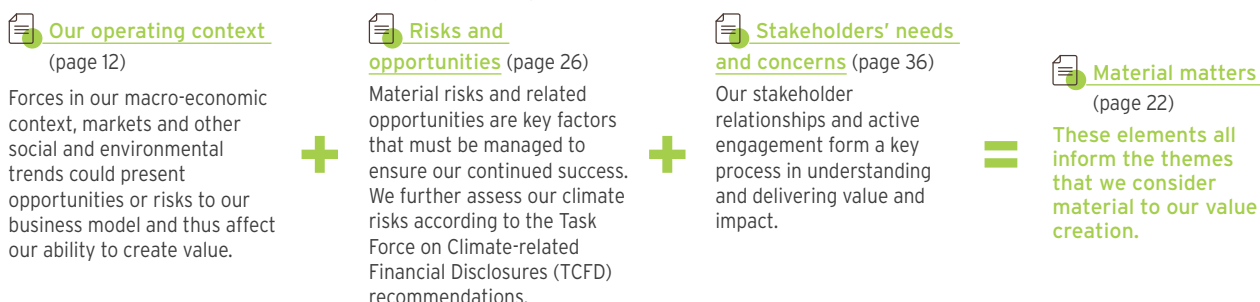 Our operating context
(page 12)
Forces in our macro-economic
context, markets and other
social and environmental
trends could present
opportunities or risks to our
business model and thus affect
our ability to create value.
+
Risks and
opportunities (page 26)
Material risks and related
opportunities are key factors
that must be managed to
ensure our continued success.
We further assess our climate
risks according to the Task
Force on Climate-related
Financial Disclosures (TCFD)
recommendations.
+
Stakeholders’ needs
and concerns (page 36)
Our stakeholder
relationships and active
engagement form a key
process in understanding
and delivering value and
impact.
=
Material matters
(page 22)
These elements all
inform the themes
that we consider
material to our value
creation.